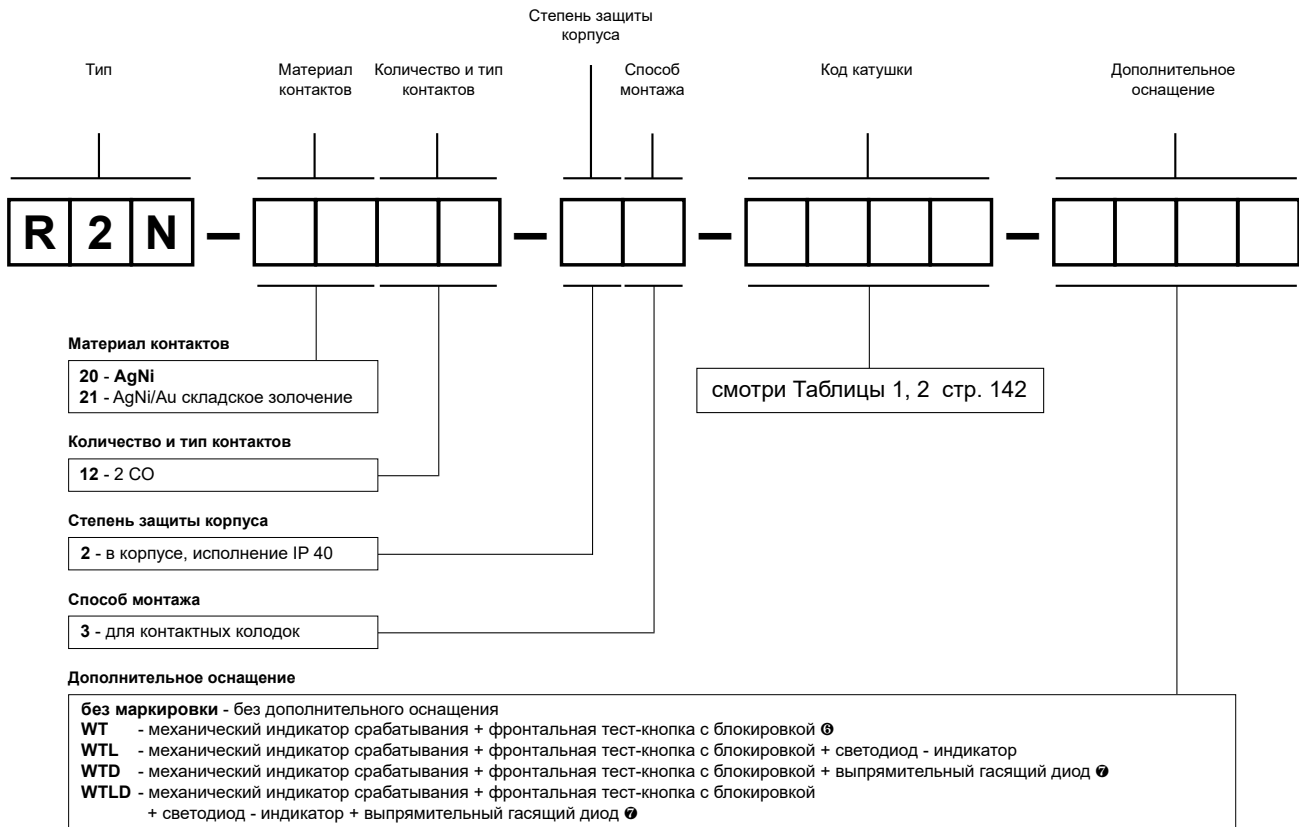 Степень защиты
корпуса
Тип
Материал
контактов
Количество и тип
контактов
Способ
монтажа
Код катушки
Дополнительное
оснащение
R 2 N – – – –
Материал контактов
20 - AgNi
21 - AgNi/Au складское золочение
смотри Таблицы 1, 2 стр. 142
Количество и тип контактов
12 - 2 CO
Степень защиты корпуса
2 - в корпусе, исполнение IP 40
Способ монтажа
3 - для контактных колодок
Дополнительное оснащение
без маркировки - без дополнительного оснащения
WT - механический индикатор срабатывания + фронтальная тест-кнопка с блокировкой ❻
WTL - механический индикатор срабатывания + фронтальная тест-кнопка с блокировкой + светодиод - индикатор
WTD - механический индикатор срабатывания + фронтальная тест-кнопка с блокировкой + выпрямительный гасящий диод ❼
WTLD - механический индикатор срабатывания + фронтальная тест-кнопка с блокировкой
+ светодиод - индикатор + выпрямительный гасящий диод ❼